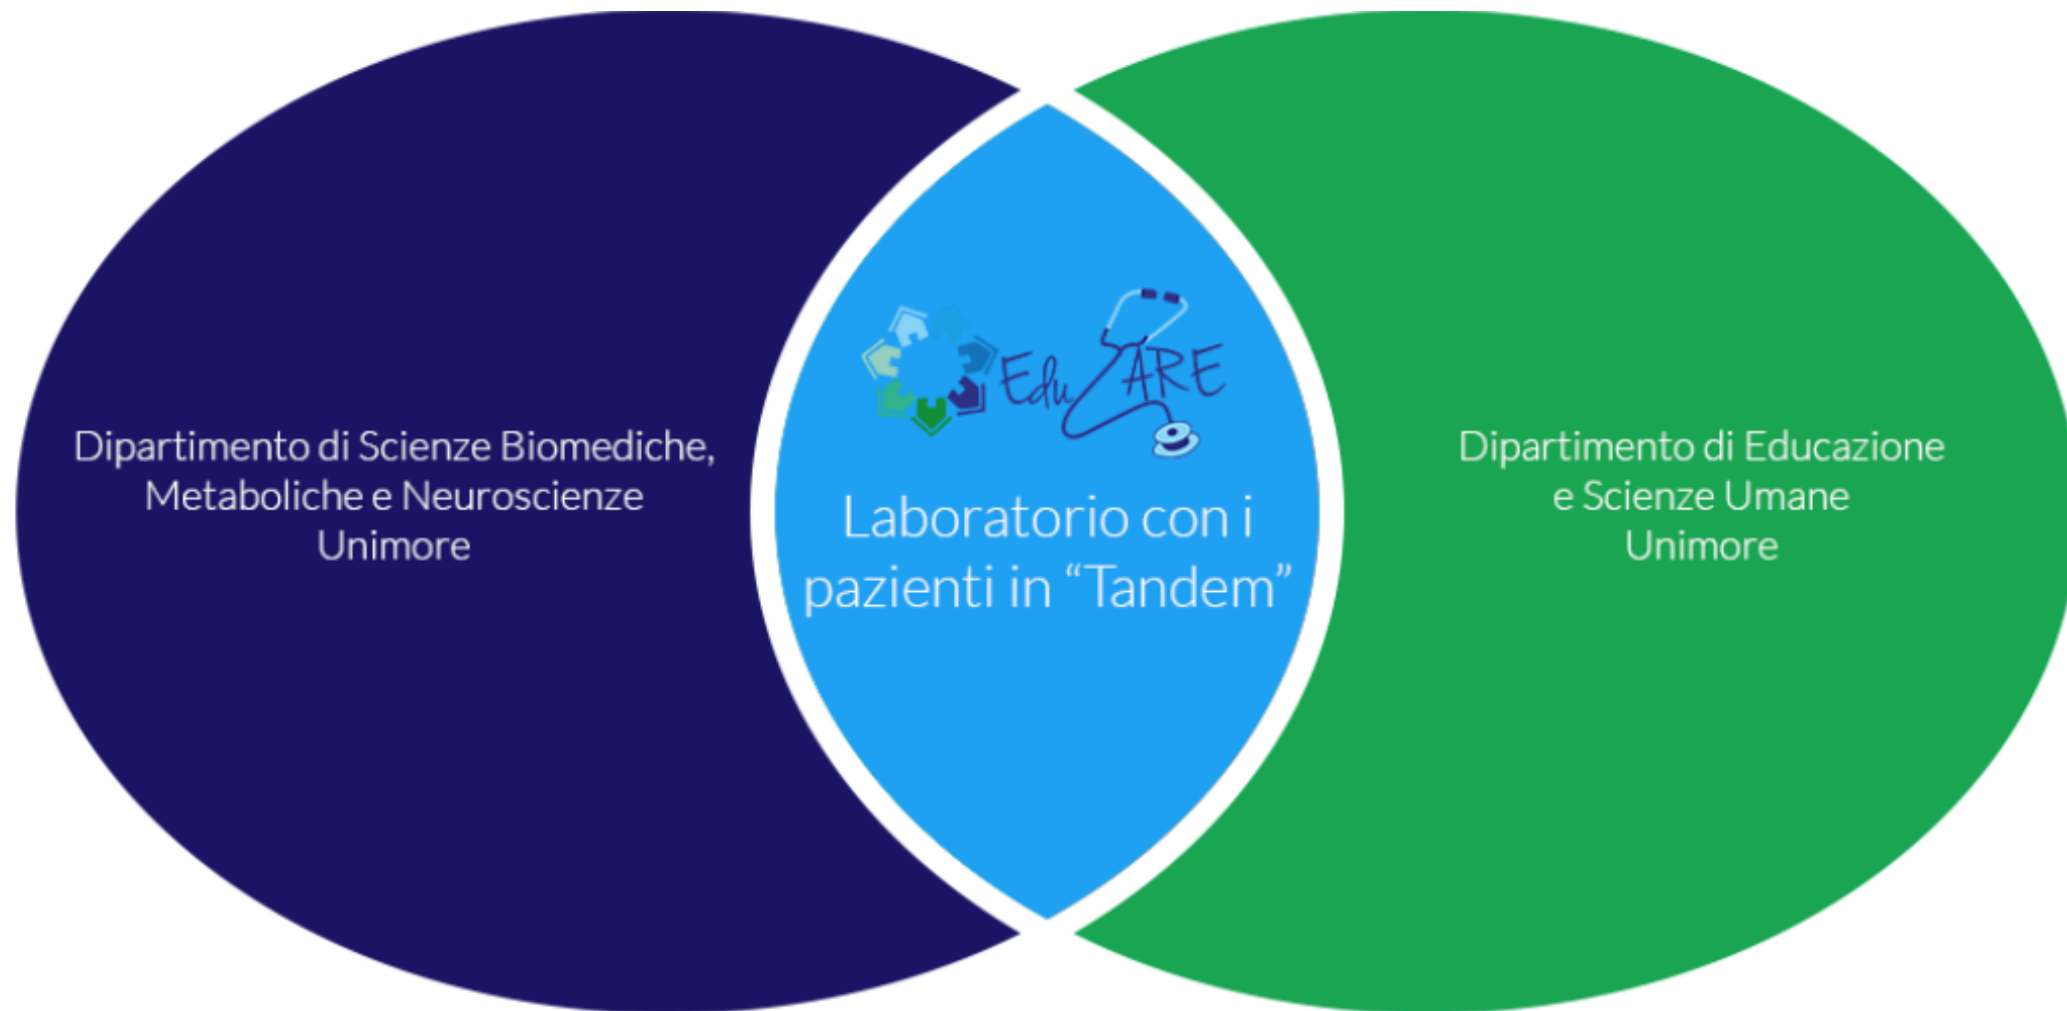 Dipartimento di Scienze Biomediche,
Metaboliche e Neuroscienze
Unimore
EduCARE
Laboratorio con i
pazienti in “Tandem”
Dipartimento di Educazione
e Scienze Umane
Unimore